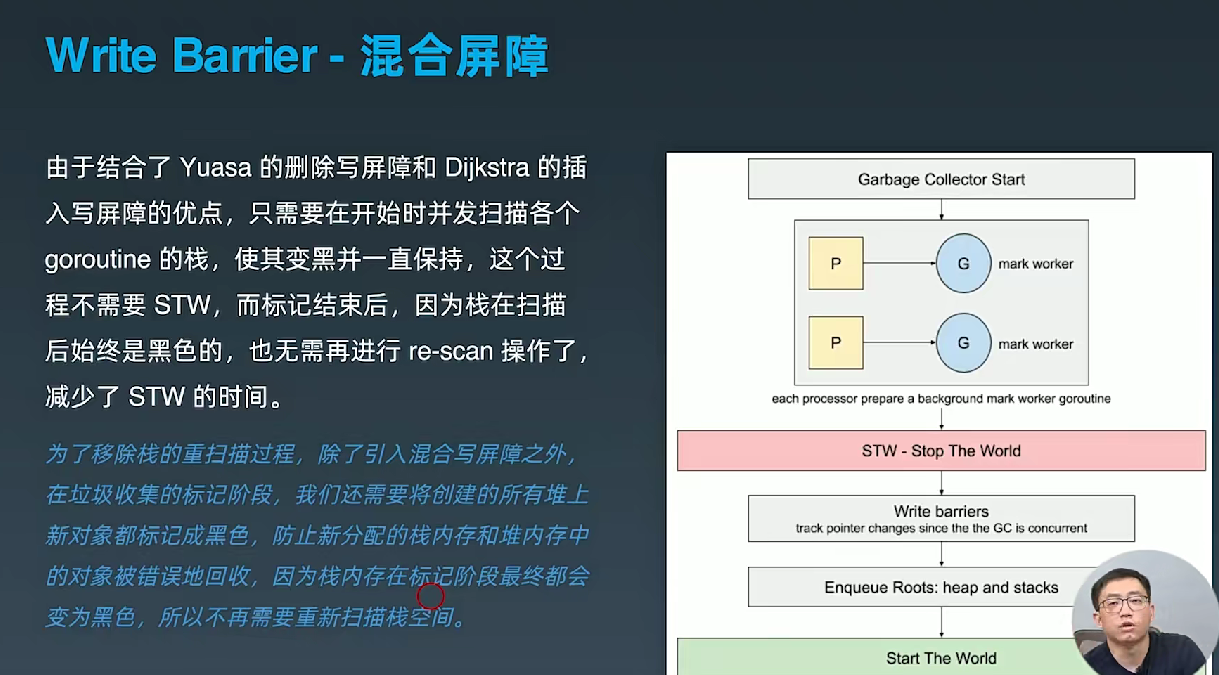 Write Barrier - 混合屏障
由于结合了 Yuasa 的删除写屏障和 Dijkstra 的插
入写屏障的优点，只需要在开始时并发扫描各个
goroutine 的栈，使其变黑并一直保持，这个过
程不需要 STW，而标记结束后，因为栈在扫描
后始终是黑色的，也无需再进行 re-scan 操作了，
减少了 STW 的时间。
为了移除栈的重扫描过程，除了引入混合写屏障之外，
在垃圾收集的标记阶段，我们还需要将创建的所有堆上
新对象都标记成黑色，防止新分配的栈内存和堆内存中
的对象被错误地回收，因为栈内存在标记阶段最终都会
变为黑色，所以不再需要重新扫描栈空间。
Garbage Collector Start
P
G
mark worker
P
G
mark worker
each processor prepare a background mark worker goroutine
STW - Stop The World
Write barriers
track pointer changes since the the GC is concurrent
Enqueue Roots: heap and stacks
Start The World